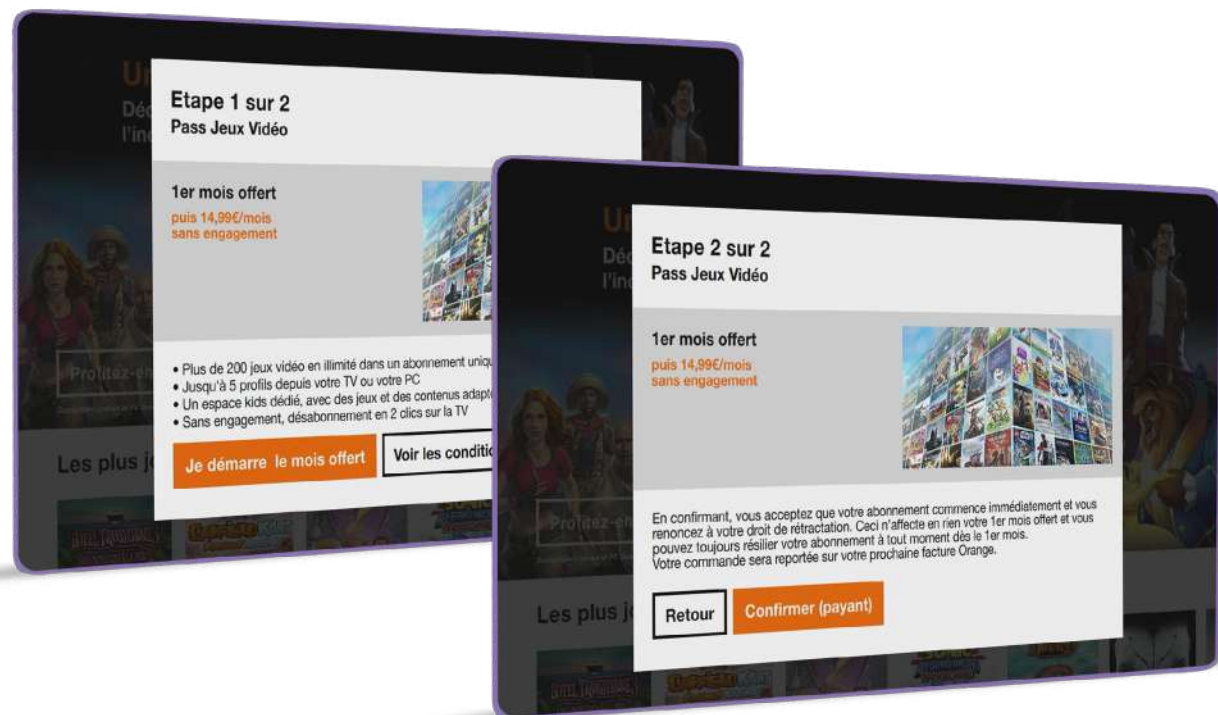 Etape 1 sur 2
Pass Jeux Vidéo
1er mois offert
puis 14,99€/mois
sans engagement
• Plus de 200 jeux vidéo en illimité dans un abonnement
• Jusqu'à 5 profils depuis votre TV ou votre PC
• Un espace kids dédié, avec des jeux et des contenus
• Sans engagement, désabonnement en 2 clics sur la TV
Je démarre le mois offert
Voir les
Les plus
Etape 2 sur 2
Pass Jeux Vidéo
1er mois offert
puis 14,99€/mois
sans engagement
En confirmant, vous acceptez que votre abonnement commence immédiatement et vous
renoncez à votre droit de rétractation. Ceci n'affecte en rien votre 1er mois offert et vous
pouvez toujours résilier votre abonnement à tout moment dès le 1er mois.
Votre commande sera reportée sur votre prochaine facture Orange.
Retour
Confirmer (payant)
Les plus